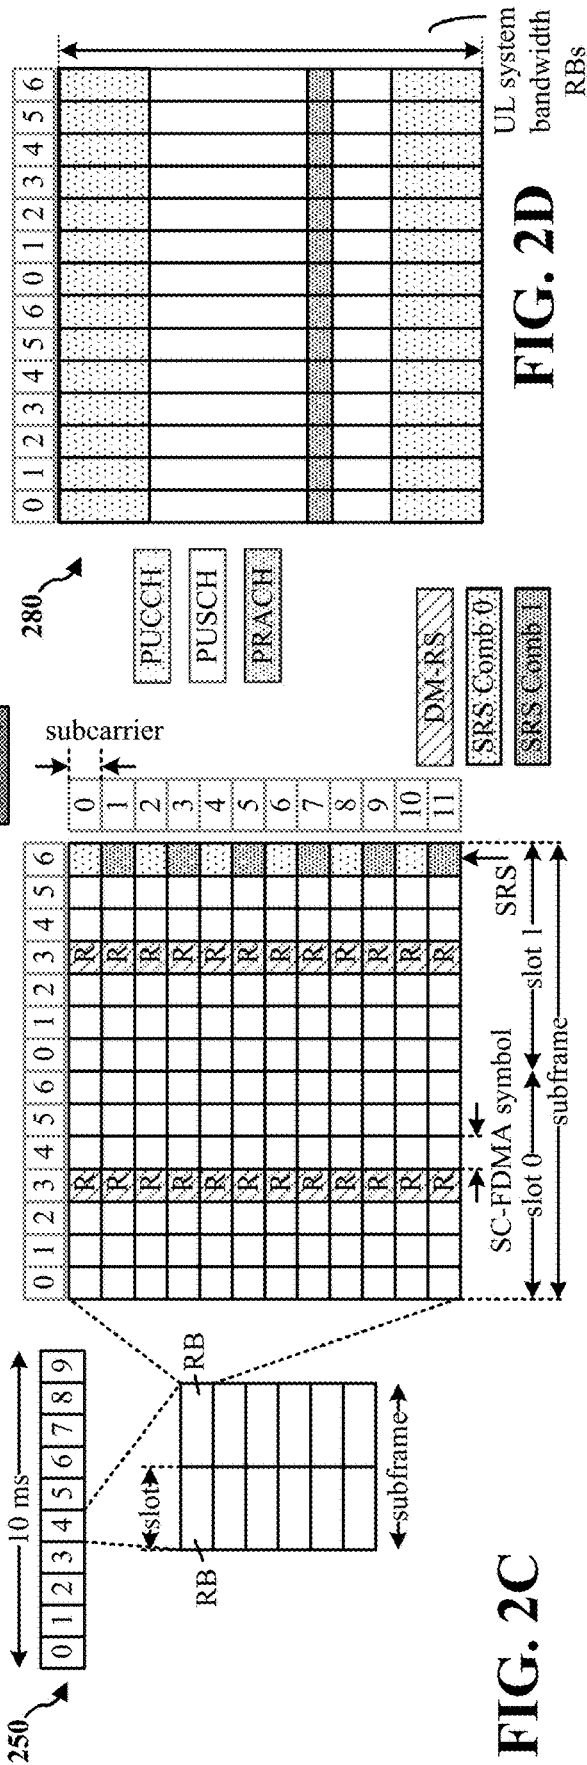 250
10 ms
0 1 2 3 4 5 6 7 8 9
slot
RB
RB
subframe
0 1 2 3 4 5 6 0 1 2 3 4 5 6
subcarrier
R R 0
R R 1
R R 2
R R 3
R R 4
R R 5
R R 6
R R 7
R R 8
R R 9
R R 10
R R 11
SC-FDMA symbol
SRS
slot 0
slot 1
subframe
DM-RS
SRS Comb 0
SRS Comb 1
FIG. 2C
280
0 1 2 3 4 5 6 0 1 2 3 4 5 6
PUCCH
PUSCH
PRACH
UL system
bandwidth
RBs
FIG. 2D